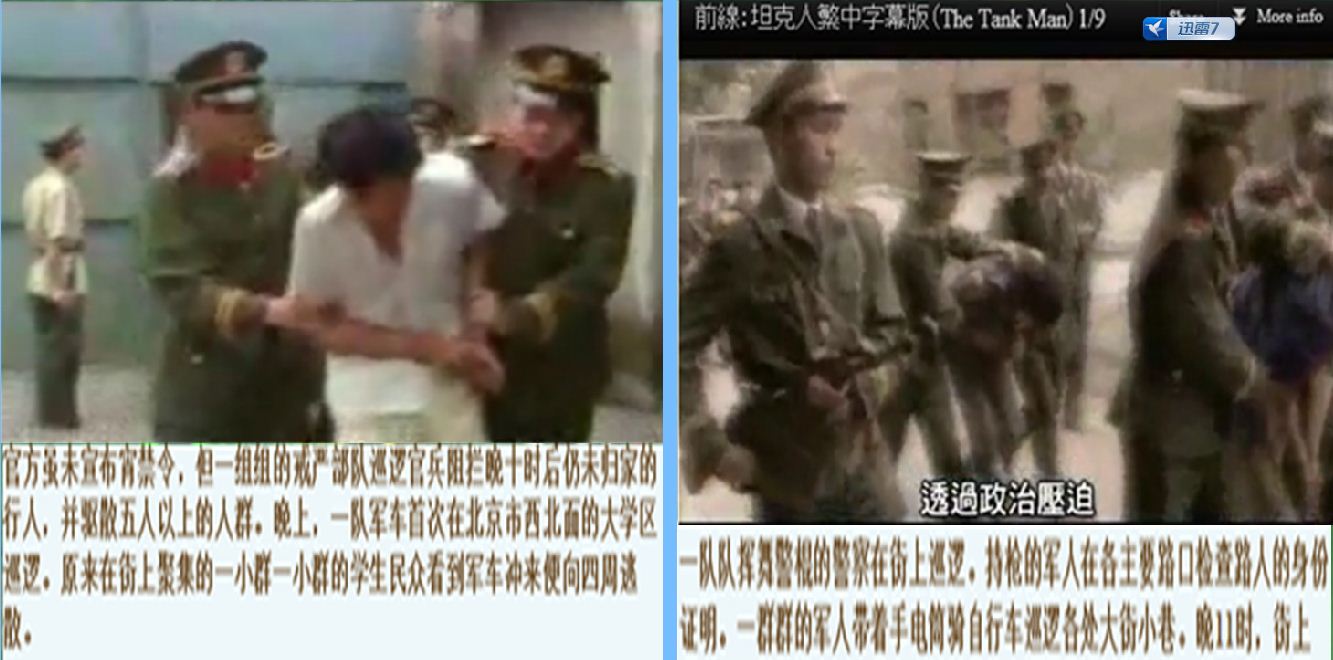 官方虽未宣布宵禁令，但一组组的戒严部队巡逻官兵阻拦晚十时后仍未归家的
行人，并驱散五人以上的人群。晚上，一队军车首次在北京市西北面的大学区
巡逻。原来在街上聚集的一小群一小群的学生民众看到军车冲来便向四周逃
散。
前線:坦克人繁中字幕版(The Tank Man) 1/9
Share
More info
迅雷7
透過政治壓迫
一队队挥舞警棍的警察在街上巡逻，持枪的军人在各主要路口检查路人的身份
证明。一群群的军人带着手电筒骑自行车巡逻各处大街小巷。晚11时，街上